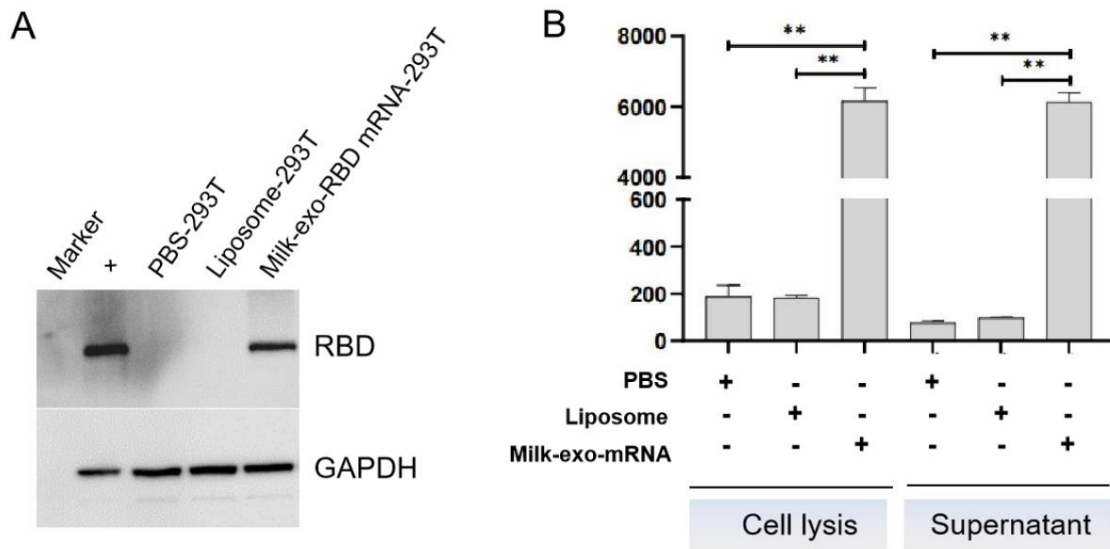 A
Marker
+
PBS-293T
Liposome-293T
Milk-exo-RBD mRNA-293T
RBD
GAPDH
B
8000
6000
4000
600
400
200
0
** **
** **
PBS + - - + - -
Liposome - + - - + -
Milk-exo-mRNA - - + - - +
Cell lysis Supernatant